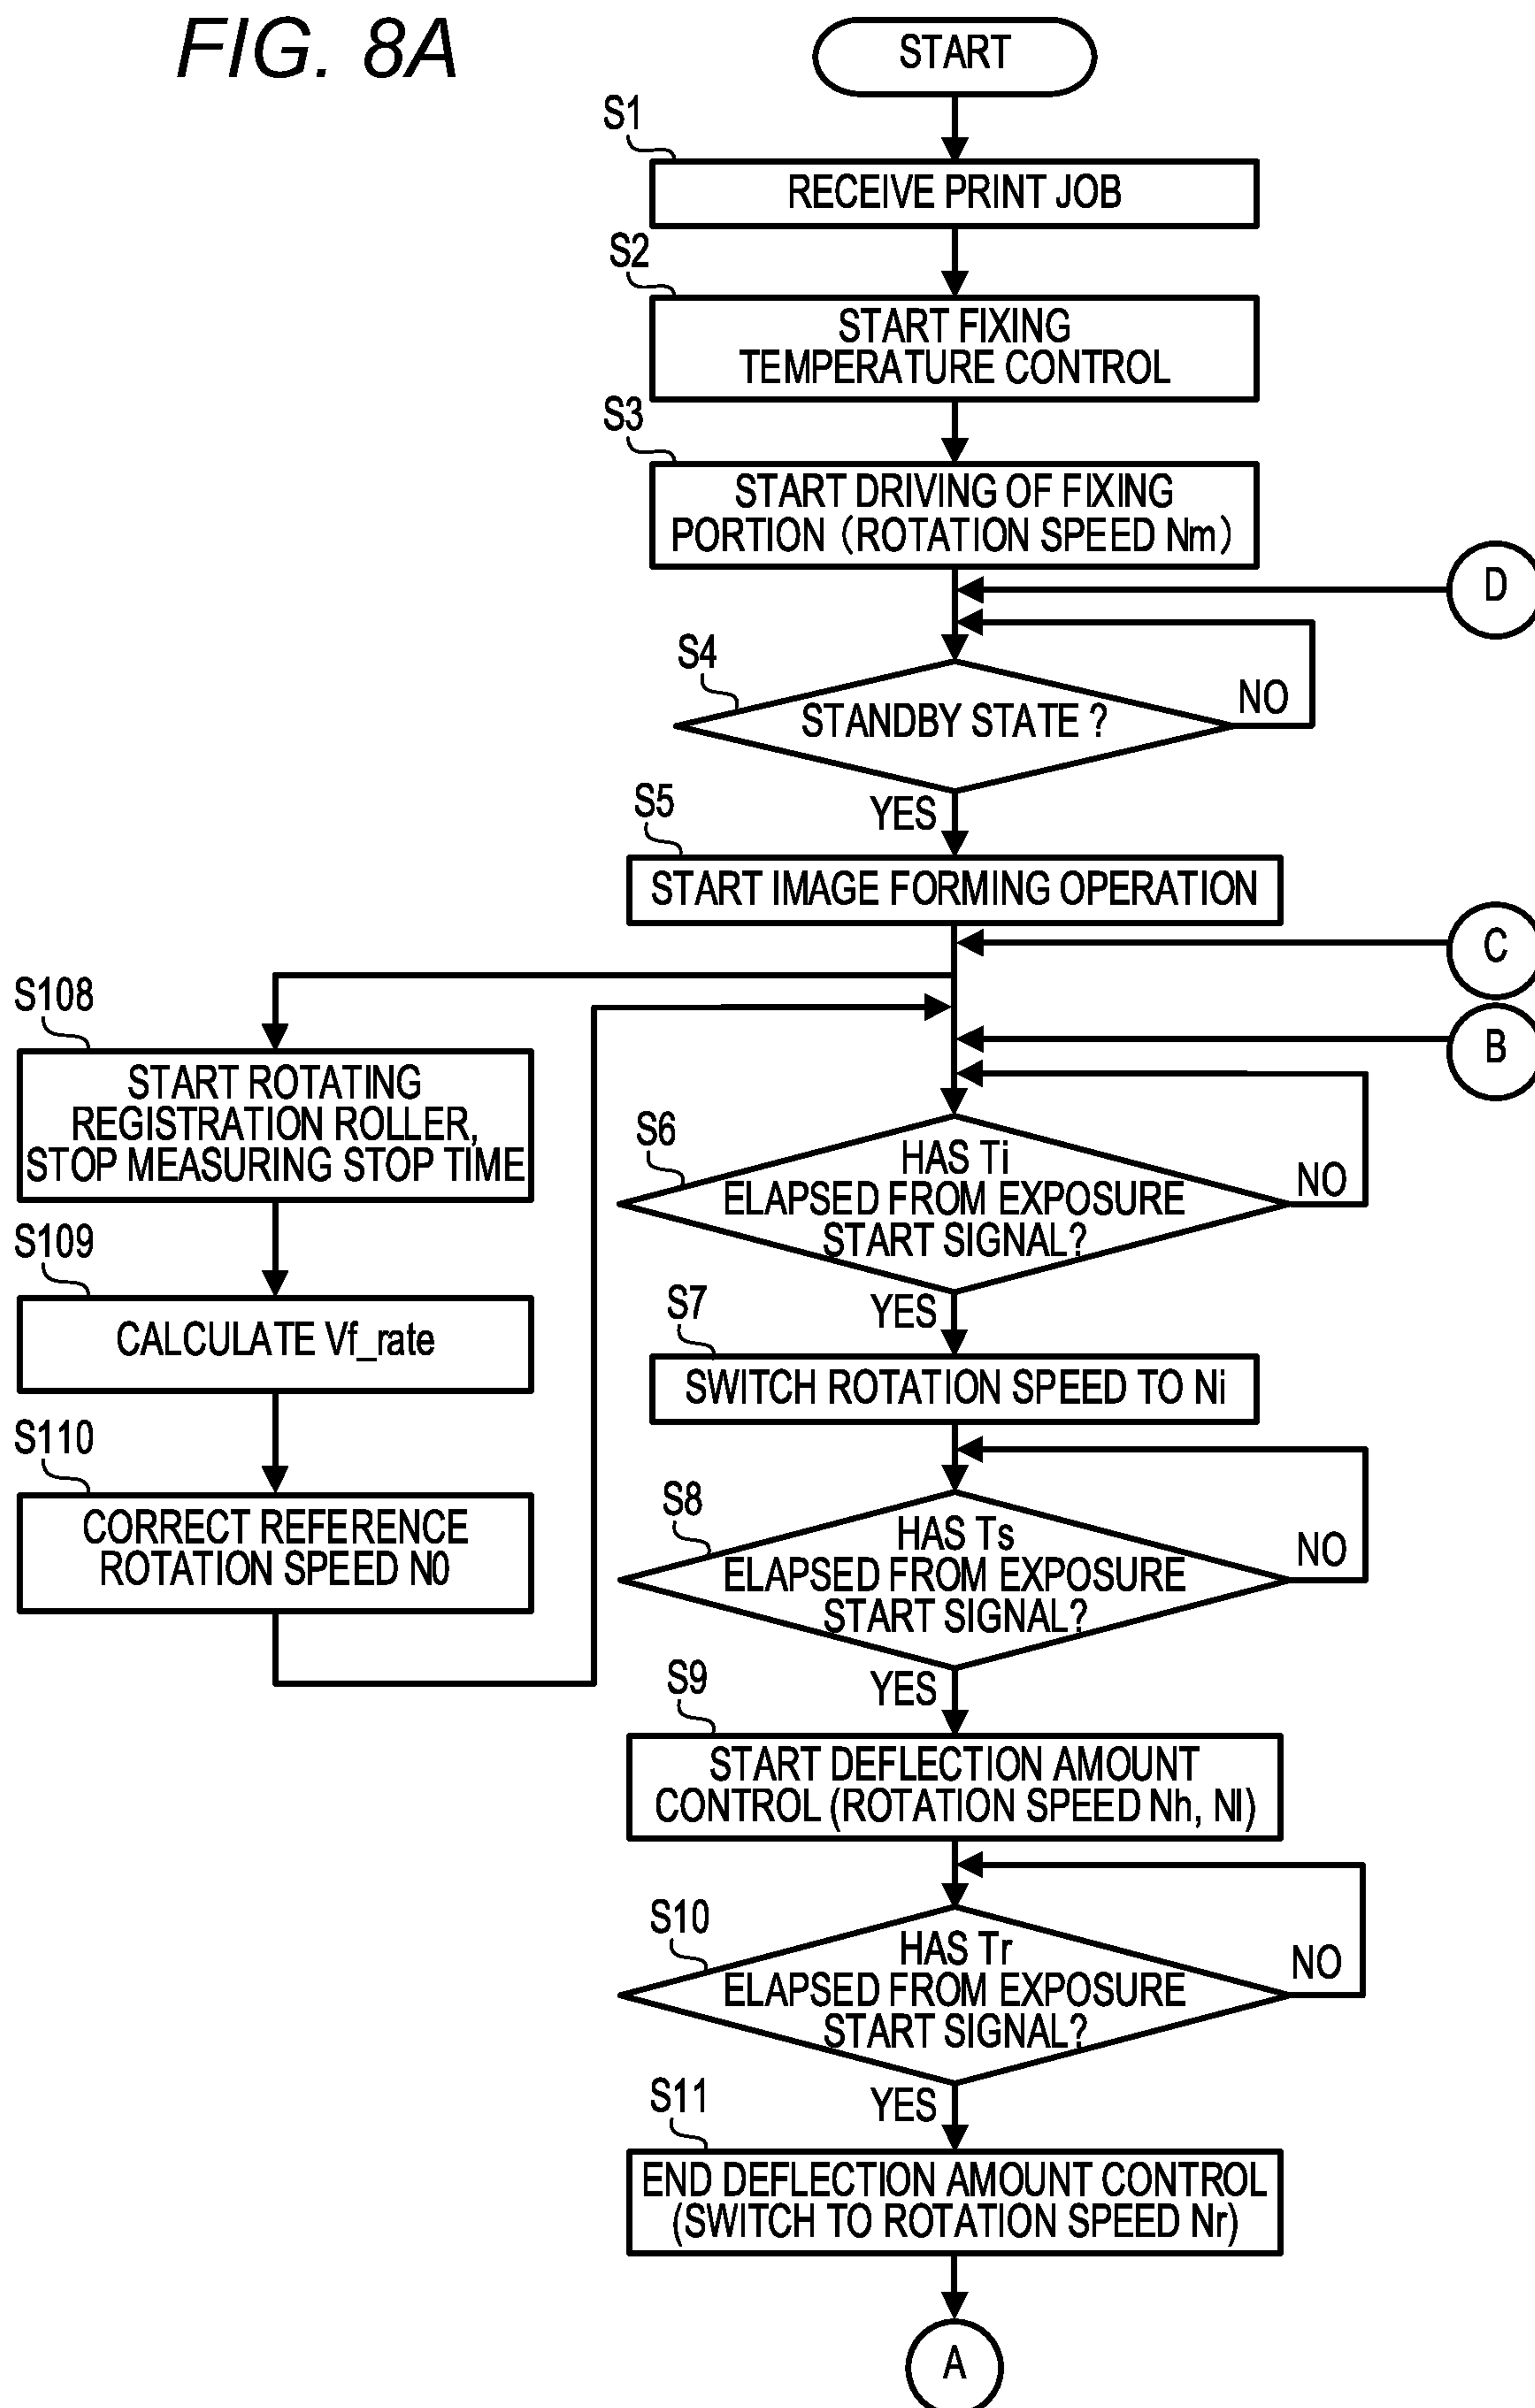 FIG. 8A
START
S1
RECEIVE PRINT JOB
S2
START FIXING
TEMPERATURE CONTROL
S3
START DRIVING OF FIXING
PORTION (ROTATION SPEED Nm)
D
S4
STANDBY STATE ?
NO
YES
S5
START IMAGE FORMING OPERATION
C
B
S108
START ROTATING
REGISTRATION ROLLER,
STOP MEASURING STOP TIME
S109
CALCULATE Vf_rate
S110
CORRECT REFERENCE
ROTATION SPEED N0
S6
HAS Ti
ELAPSED FROM EXPOSURE
START SIGNAL?
NO
YES
S7
SWITCH ROTATION SPEED TO Ni
S8
HAS Ts
ELAPSED FROM EXPOSURE
START SIGNAL?
NO
YES
S9
START DEFLECTION AMOUNT
CONTROL (ROTATION SPEED Nh, Nl)
S10
HAS Tr
ELAPSED FROM EXPOSURE
START SIGNAL?
NO
YES
S11
END DEFLECTION AMOUNT CONTROL
(SWITCH TO ROTATION SPEED Nr)
A